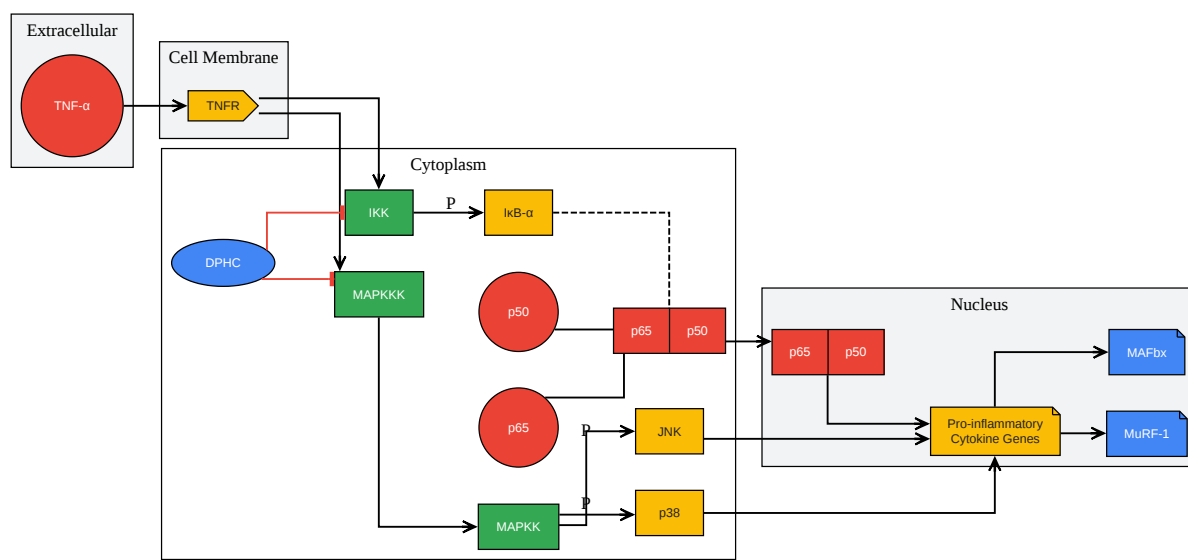 Extracellular
TNF-α
Cell Membrane
TNFR
Cytoplasm
IKK
P
IκB-α
DPHC
MAPKKK
p50
p65
p50
p65
MAPKK
P
JNK
P
p38
Nucleus
p65
p50
Pro-inflammatory
Cytokine Genes
MAFbx
MuRF-1